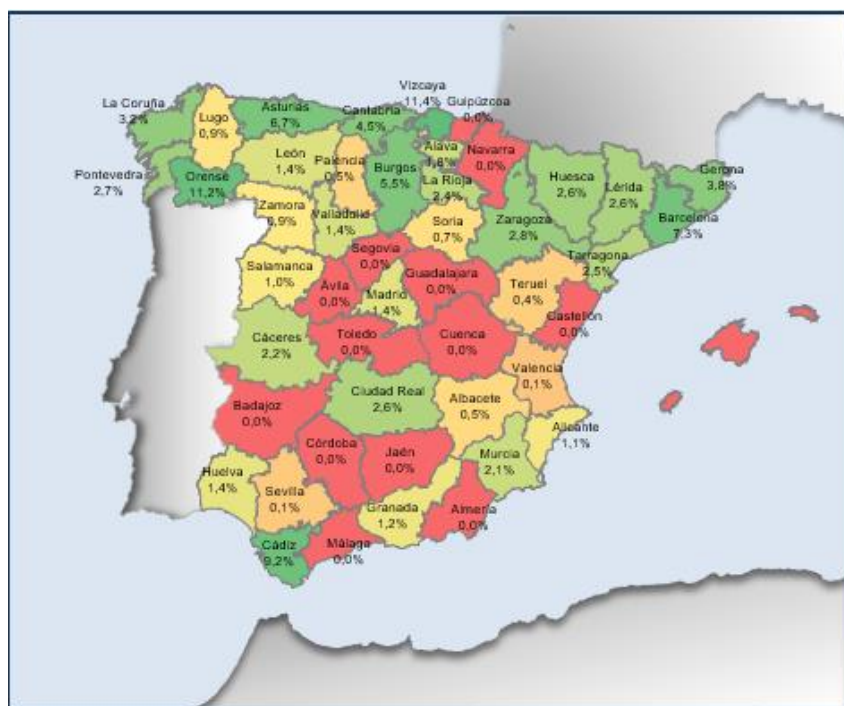 Vizcaya
11,4%
Guipúzcoa
0,0%
La Coruña
3,2%
Lugo
0,9%
Asturias
6,7%
Cantabria
4,5%
Álava
1,8%
Navarra
0,0%
Pontevedra
2,7%
Orense
11,2%
León
1,4%
Palencia
0,5%
Burgos
5,5%
La Rioja
2,4%
Huesca
2,6%
Lérida
2,6%
Gerona
3,8%
Barcelona
7,3%
Zamora
0,9%
Valladolid
1,4%
Soria
0,7%
Zaragoza
2,8%
Tarragona
2,5%
Segovia
0,0%
Salamanca
1,0%
Ávila
0,0%
Madrid
1,4%
Guadalajara
0,0%
Teruel
0,4%
Castellón
0,0%
Cáceres
2,2%
Toledo
0,0%
Cuenca
0,0%
Valencia
0,1%
Badajoz
0,0%
Ciudad Real
2,6%
Albacete
0,5%
Alicante
1,1%
Córdoba
0,0%
Jaén
0,0%
Murcia
2,1%
Huelva
1,4%
Sevilla
0,1%
Granada
1,2%
Almería
0,0%
Cádiz
9,2%
Málaga
0,0%